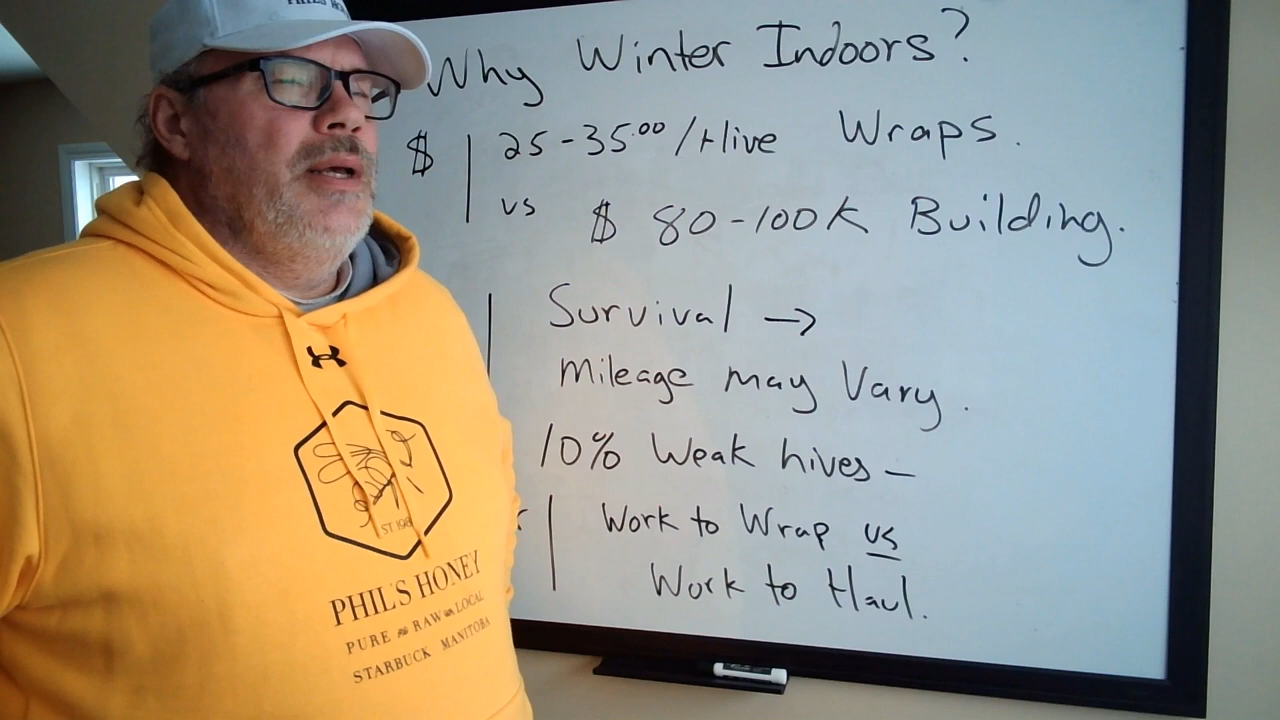 Why Winter Indoors?
$ | 25-35.00/Hive Wraps.
vs $ 80-100K Building.
Survival →
Mileage may Vary.
10% Weak hives -
Work to Wrap vs
Work to Haul.
PHIL'S HONEY
PURE RAW LOCAL
STARBUCK MANITOBA